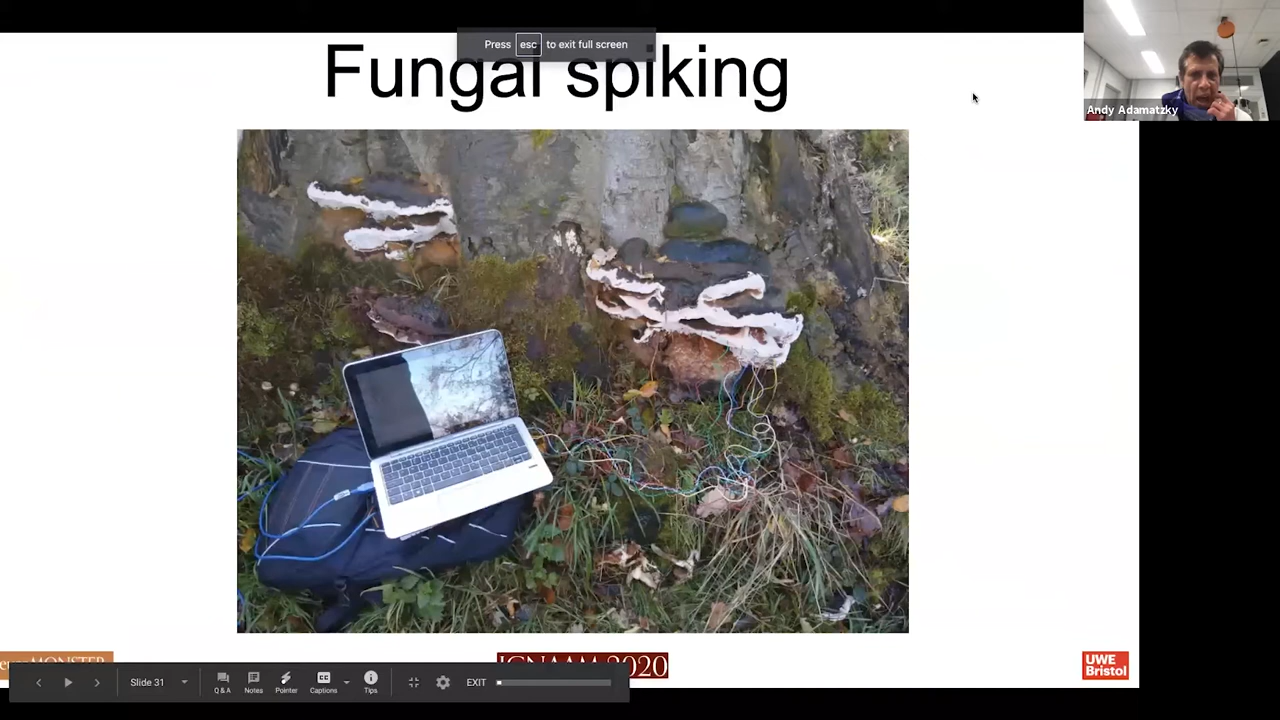 Press esc to exit full screen
Fungal spiking
Andy Adamatzky
MONSTER
ICNAAM 2020
UWE
Bristol
Slide 31
Q & A
Notes
Pointer
Captions
Tips
EXIT